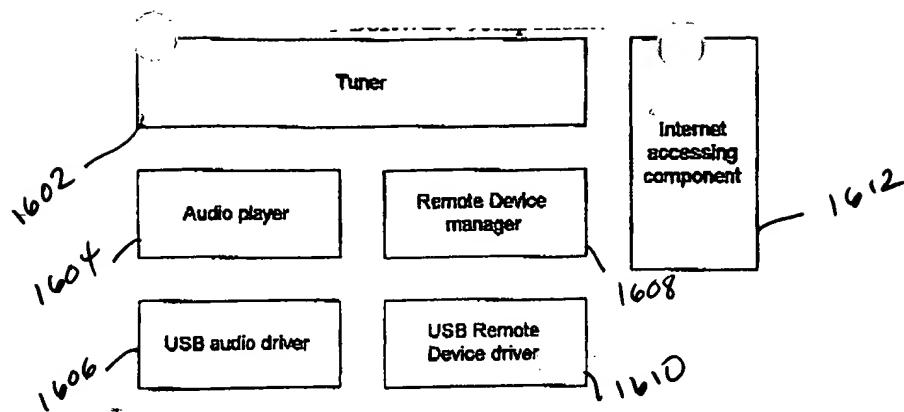 Tuner
Internet
accessing
component
1602
Audio player
Remote Device
manager
1612
1604
1608
USB audio driver
USB Remote
Device driver
1606
1610